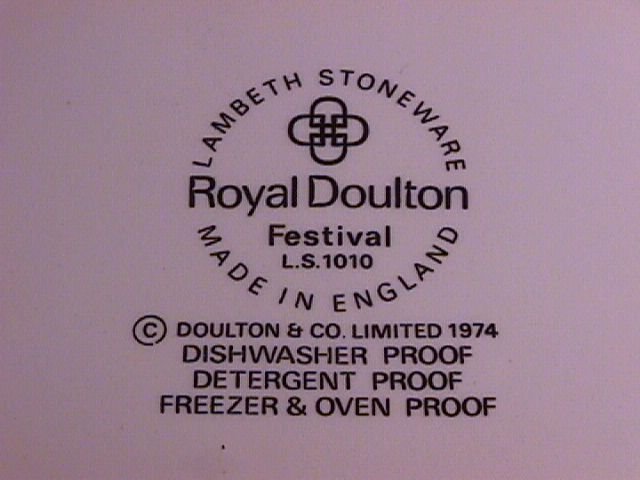 LAMBETH STONEWARE
Royal Doulton
Festival
L.S.1010
MADE IN ENGLAND
© DOULTON & CO. LIMITED 1974
DISHWASHER PROOF
DETERGENT PROOF
FREEZER & OVEN PROOF